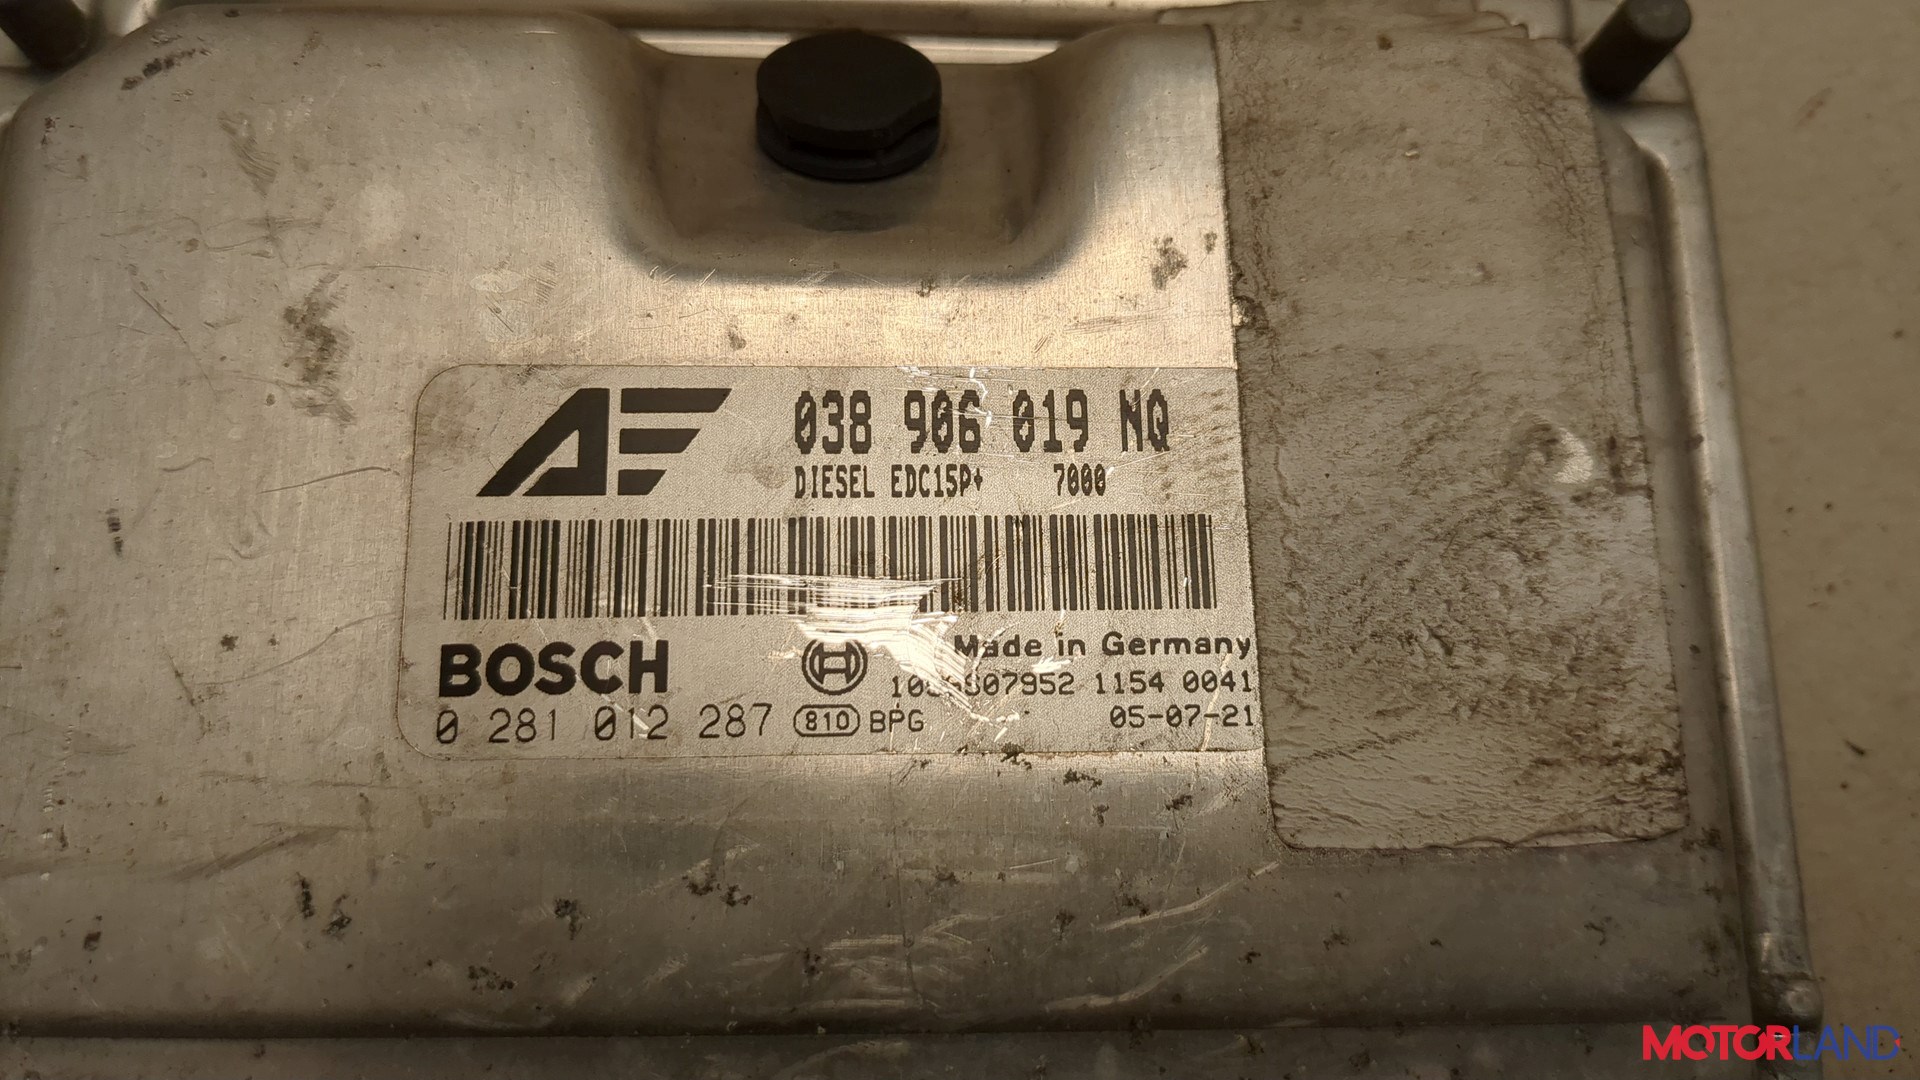 AF
038 906 019 NQ
DIESEL EDC15P+ 7000
BOSCH
Made in Germany
1154 0041
0 281 012 287 810 BPG 05-07-21
MOTORLAND